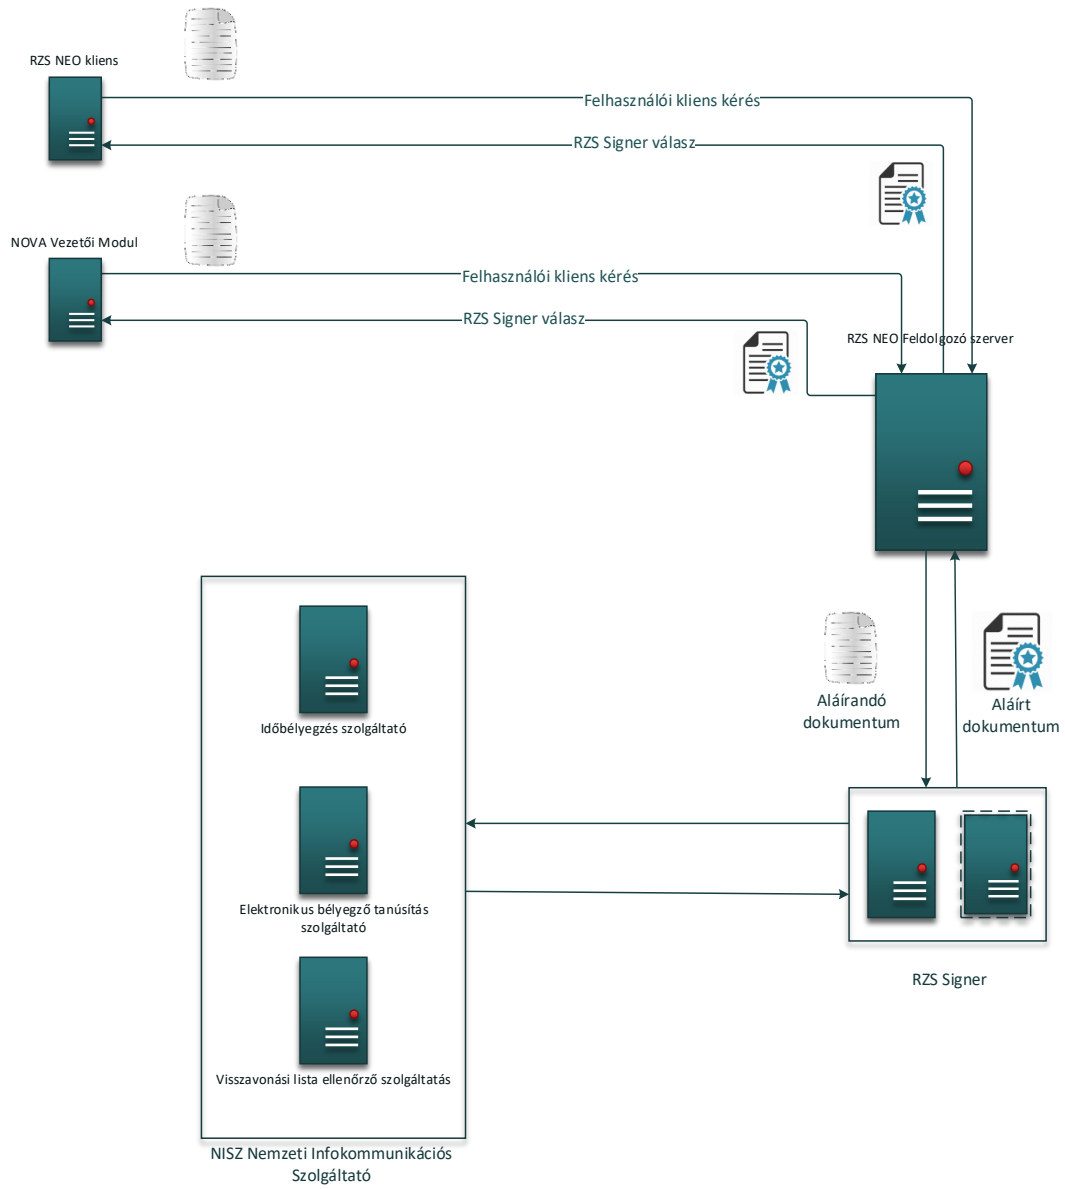 RZS NEO kliens
Felhasználói kliens kérés
RZS Signer válasz
NOVA Vezetői Modul
Felhasználói kliens kérés
RZS Signer válasz
RZS NEO Feldolgozó szerver
Aláírandó
dokumentum
Aláírt
dokumentum
Időbélyegzés szolgáltató
Elektronikus bélyegző tanúsítás
szolgáltató
RZS Signer
Visszavonási lista ellenőrző szolgáltatás
NISZ Nemzeti Infokommunikációs
Szolgáltató